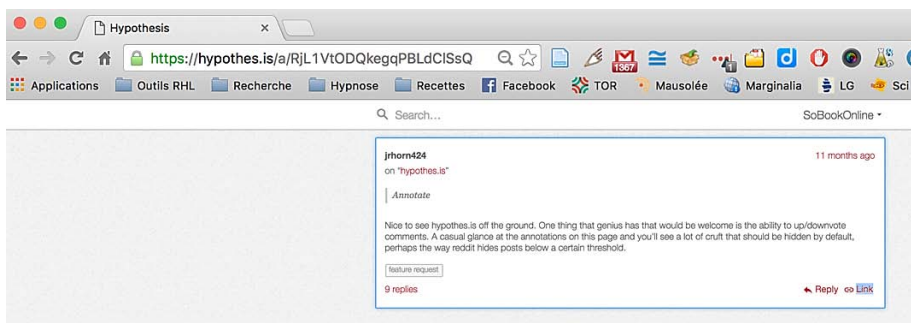 Hypothesis
https://hypothes.is/a/RjL1VtODQkegqPBLdClSsQ
1367
1
Applications Outils RHL Recherche Hypnose Recettes Facebook TOR Mausolée Marginalia LG Sci
Search... SoBookOnline
jrhorn424 11 months ago
on "hypothes.is"
Annotate
Nice to see hypothes.is off the ground. One thing that genius has that would be welcome is the ability to up/downvote
comments. A casual glance at the annotations on this page and you'll see a lot of cruft that should be hidden by default,
perhaps the way reddit hides posts below a certain threshold.
feature request
9 replies Reply Link